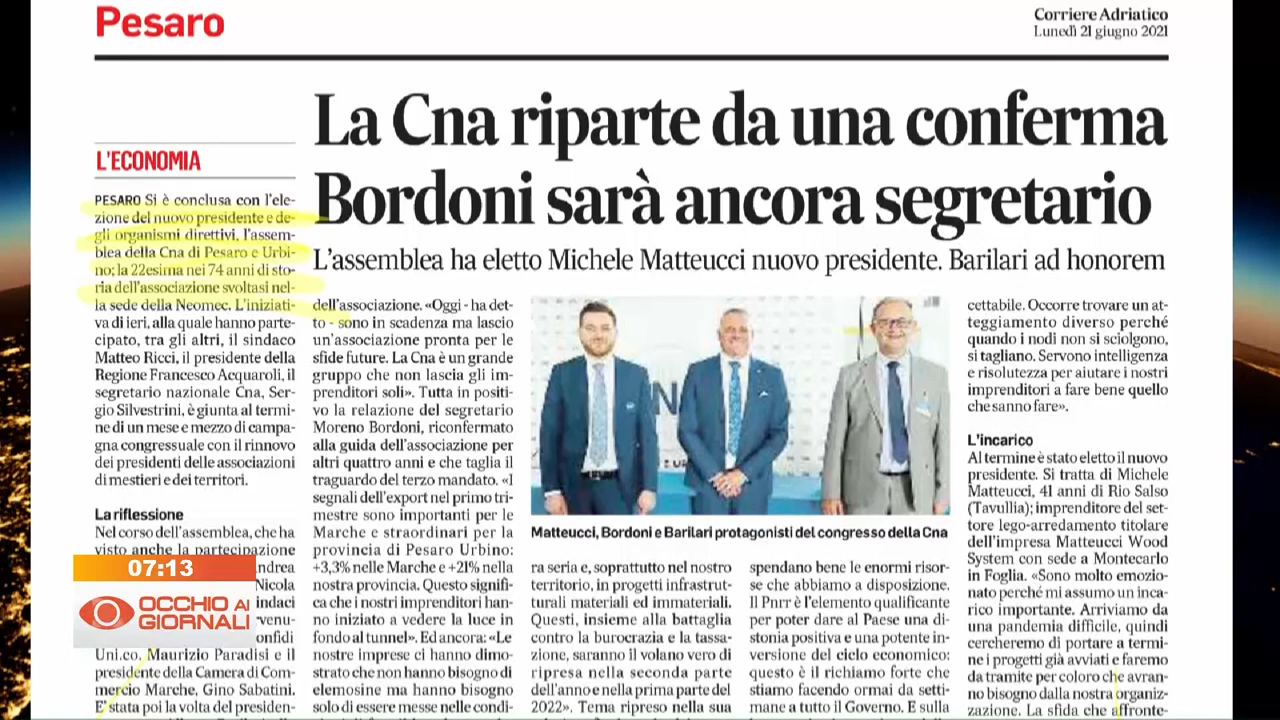 Pesaro
Corriere Adriatico
Lunedì 21 giugno 2021
La Cna riparte da una conferma
Bordoni sarà ancora segretario
L'assemblea ha eletto Michele Matteucci nuovo presidente. Barilari ad honorem
L'ECONOMIA
PESARO Si è conclusa con l'ele-
zione del nuovo presidente e de-
gli organismi direttivi, l'assem-
blea della Cna di Pesaro e Urbi-
no; la 22esima nei 74 anni di sto-
ria dell'associazione svoltasi nel-
la sede della Neomec. L'iniziati-
va di ieri, alla quale hanno parte-
cipato, tra gli altri, il sindaco
Matteo Ricci, il presidente della
Regione Francesco Acquaroli, il
segretario nazionale Cna, Ser-
gio Silvestrini, è giunta al termi-
ne di un mese e mezzo di campa-
gna congressuale con il rinnovo
dei presidenti delle associazioni
di mestieri e dei territori.
La riflessione
Nel corso dell'assemblea, che ha
visto anche la partecipazione
ndrea
Nicola
indaci
rvenu-
onfidi
Uni.co, Maurizio Paradisi e il
presidente della Camera di Com-
mercio Marche, Gino Sabatini.
E' stata poi la volta del presiden-
dell'associazione. «Oggi - ha det-
to - sono in scadenza ma lascio
un'associazione pronta per le
sfide future. La Cna è un grande
gruppo che non lascia gli im-
prenditori soli». Tutta in positi-
vo la relazione del segretario
Moreno Bordoni, riconfermato
alla guida dell'associazione per
altri quattro anni e che taglia il
traguardo del terzo mandato. «I
segnali dell'export nel primo tri-
mestre sono importanti per le
Marche e straordinari per la
provincia di Pesaro Urbino:
+3,3% nelle Marche e +21% nella
nostra provincia. Questo signifi-
ca che i nostri imprenditori han-
no iniziato a vedere la luce in
fondo al tunnel». Ed ancora: «Le
nostre imprese ci hanno dimo-
strato che non hanno bisogno di
elemosine ma hanno bisogno
solo di essere messe nelle condi-
Matteucci, Bordoni e Barilari protagonisti del congresso della Cna
ra seria e, soprattutto nel nostro
territorio, in progetti infrastrut-
turali materiali ed immateriali.
Questi, insieme alla battaglia
contro la burocrazia e la tassa-
zione, saranno il volano vero di
ripresa nella seconda parte
dell'anno e nella prima parte del
2022». Tema ripreso nella sua
spendano bene le enormi risor-
se che abbiamo a disposizione.
Il Pnrr è l'elemento qualificante
per poter dare al Paese una di-
stonia positiva e una potente in-
versione del ciclo economico:
questo è il richiamo forte che
stiamo facendo ormai da setti-
mane a tutto il Governo. E sulla
cettabile. Occorre trovare un at-
teggiamento diverso perché
quando i nodi non si sciolgono,
si tagliano. Servono intelligenza
e risolutezza per aiutare i nostri
imprenditori a fare bene quello
che sanno fare».
L'incarico
Al termine è stato eletto il nuovo
presidente. Si tratta di Michele
Matteucci, 41 anni di Rio Salso
(Tavullia); imprenditore del set-
tore lego-arredamento titolare
dell'impresa Matteucci Wood
System con sede a Montecarlo
in Foglia. «Sono molto emozio-
nato perché mi assumo un inca-
rico importante. Arriviamo da
una pandemia difficile, quindi
cercheremo di portare a termi-
ne i progetti già avviati e faremo
da tramite per coloro che avran-
no bisogno dalla nostra organiz-
zazione. La sfida che affronte-
07:13
OCCHIO AI
GIORNALI